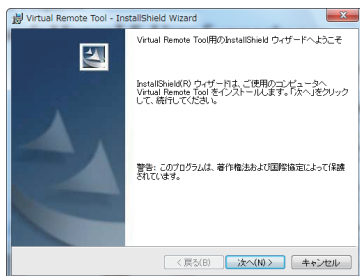 Virtual Remote Tool - InstallShield Wizard
Virtual Remote Tool用のInstallShield ウィザードへようこそ
InstallShield(R) ウィザードは、ご使用のコンピュータへ
Virtual Remote Tool をインストールします。「次へ」をクリック
して、続行してください。
警告: このプログラムは、著作権法および国際協定によって保護
されています。
< 戻る(B)
次へ(N) >
キャンセル